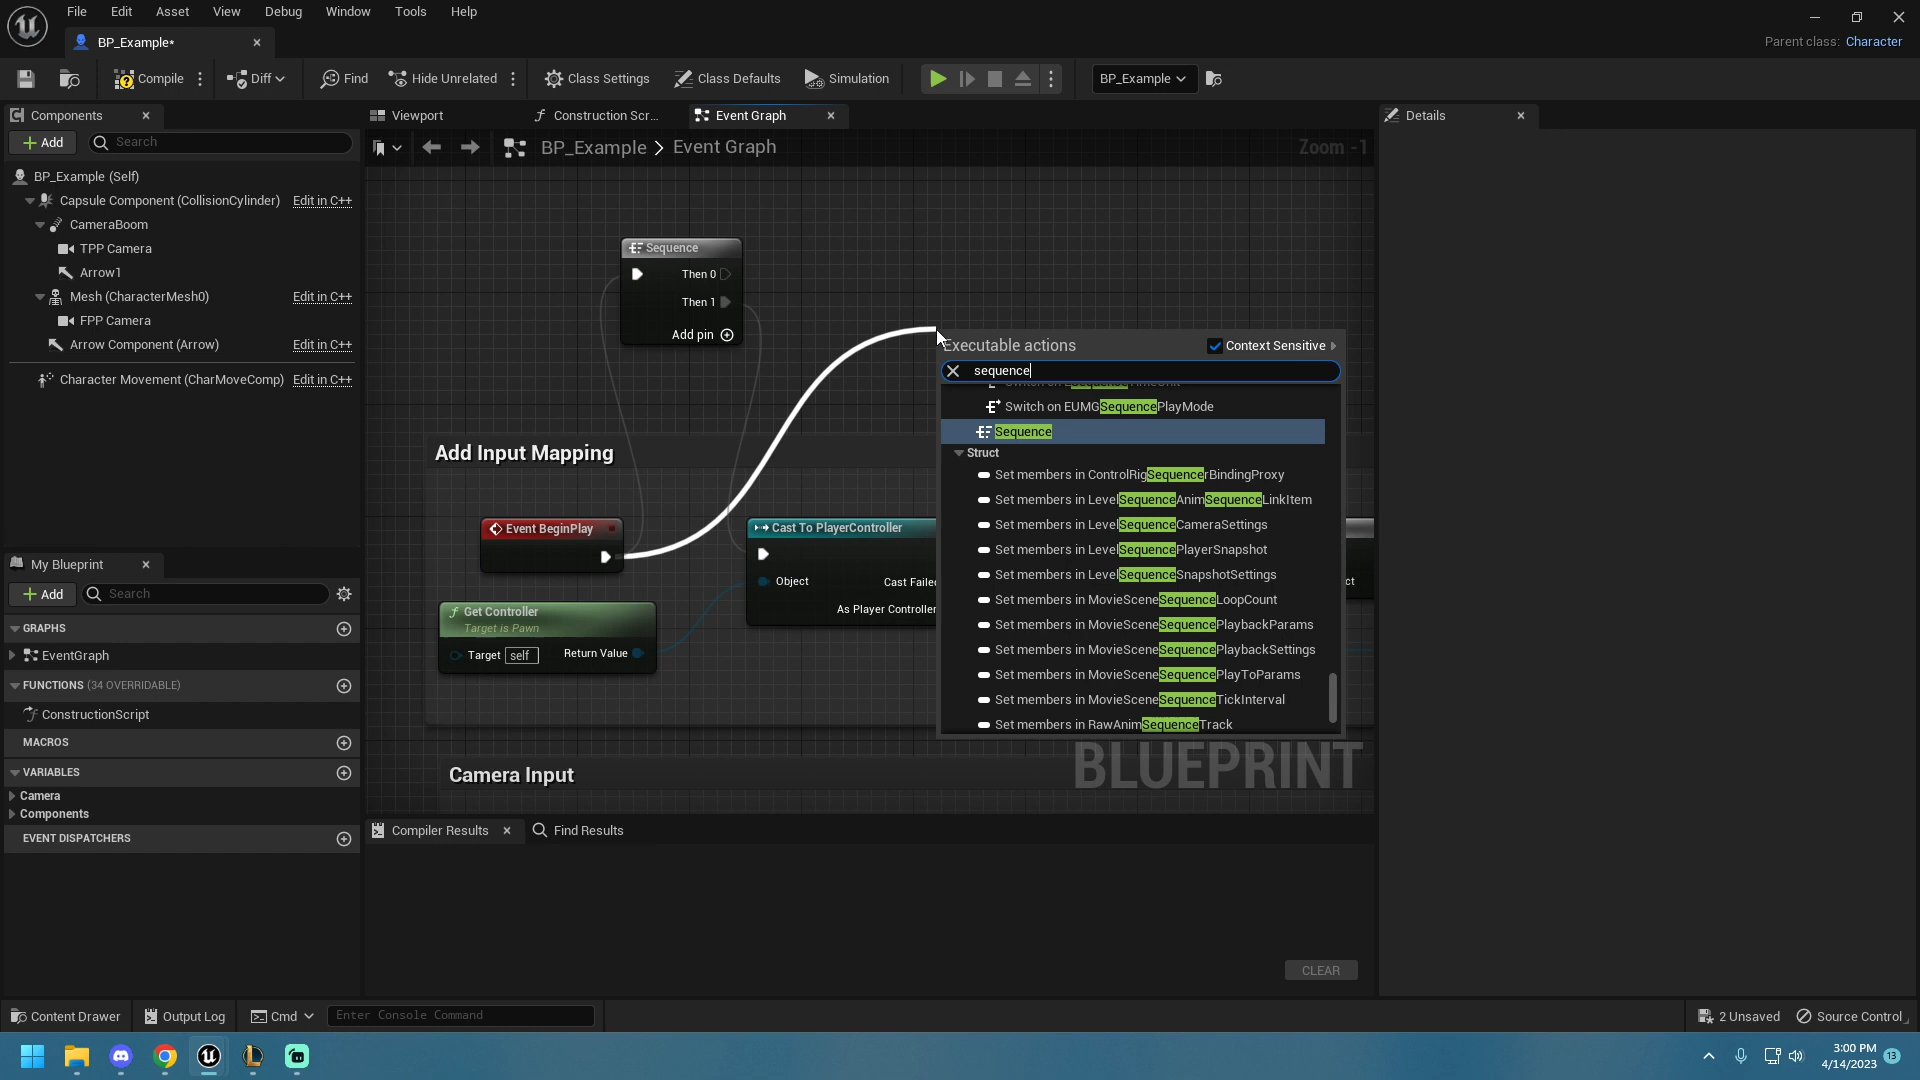 File Edit Asset View Debug Window Tools Help
BP_Example*
Parent class: Character
Compile Diff Find Hide Unrelated Class Settings Class Defaults Simulation BP_Example
Components
Add Search
BP_Example (Self)
Capsule Component (CollisionCylinder) Edit in C++
CameraBoom
TPP Camera
Arrow1
Mesh (CharacterMesh0) Edit in C++
FPP Camera
Arrow Component (Arrow) Edit in C++
Character Movement (CharMoveComp) Edit in C++
My Blueprint
Add Search
GRAPHS
EventGraph
FUNCTIONS (34 OVERRIDABLE)
ConstructionScript
MACROS
VARIABLES
Camera
Components
EVENT DISPATCHERS
Viewport Construction Scr... Event Graph
BP_Example > Event Graph
Zoom -1
Sequence
Then 0
Then 1
Add pin
Add Input Mapping
Event BeginPlay
Get Controller
Target is Pawn
Target self Return Value
Cast To PlayerController
Object Cast Failed
As Player Controller
ct
Executable actions Context Sensitive
sequence
Switch on EUMGSequencePlayMode
Sequence
Struct
Set members in ControlRigSequencerBindingProxy
Set members in LevelSequenceAnimSequenceLinkItem
Set members in LevelSequenceCameraSettings
Set members in LevelSequencePlayerSnapshot
Set members in LevelSequenceSnapshotSettings
Set members in MovieSceneSequenceLoopCount
Set members in MovieSceneSequencePlaybackParams
Set members in MovieSceneSequencePlaybackSettings
Set members in MovieSceneSequencePlayToParams
Set members in MovieSceneSequenceTickInterval
Set members in RawAnimSequenceTrack
Camera Input
BLUEPRINT
Compiler Results Find Results
CLEAR
Details
Content Drawer Output Log Cmd Enter Console Command
2 Unsaved Source Control
3:00 PM
4/14/2023
13